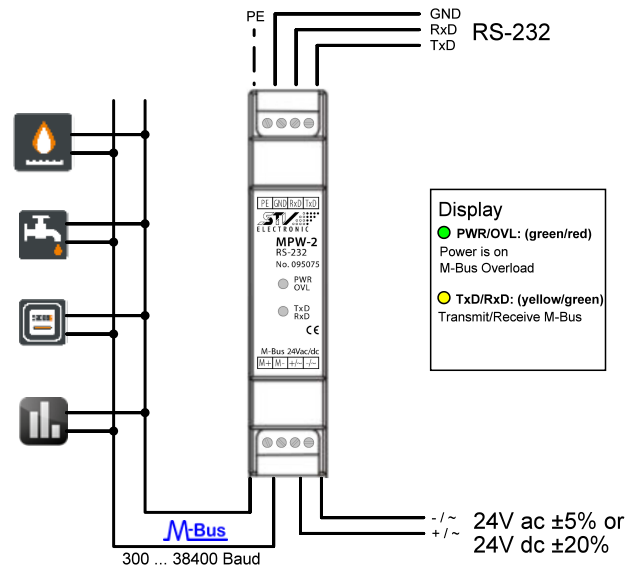 PE
GND
RxD
TxD
RS-232
PE GND RxD TxD
STV
ELECTRONIC
MPW-2
RS-232
No. 095075
PWR
OVL
TxD
RxD
CE
M-Bus 24Vac/dc
M+ M- +/~ -/~
Display
PWR/OVL: (green/red)
Power is on
M-Bus Overload
TxD/RxD: (yellow/green)
Transmit/Receive M-Bus
M-Bus
300 ... 38400 Baud
- / ~
+ / ~
24V ac ±5% or
24V dc ±20%